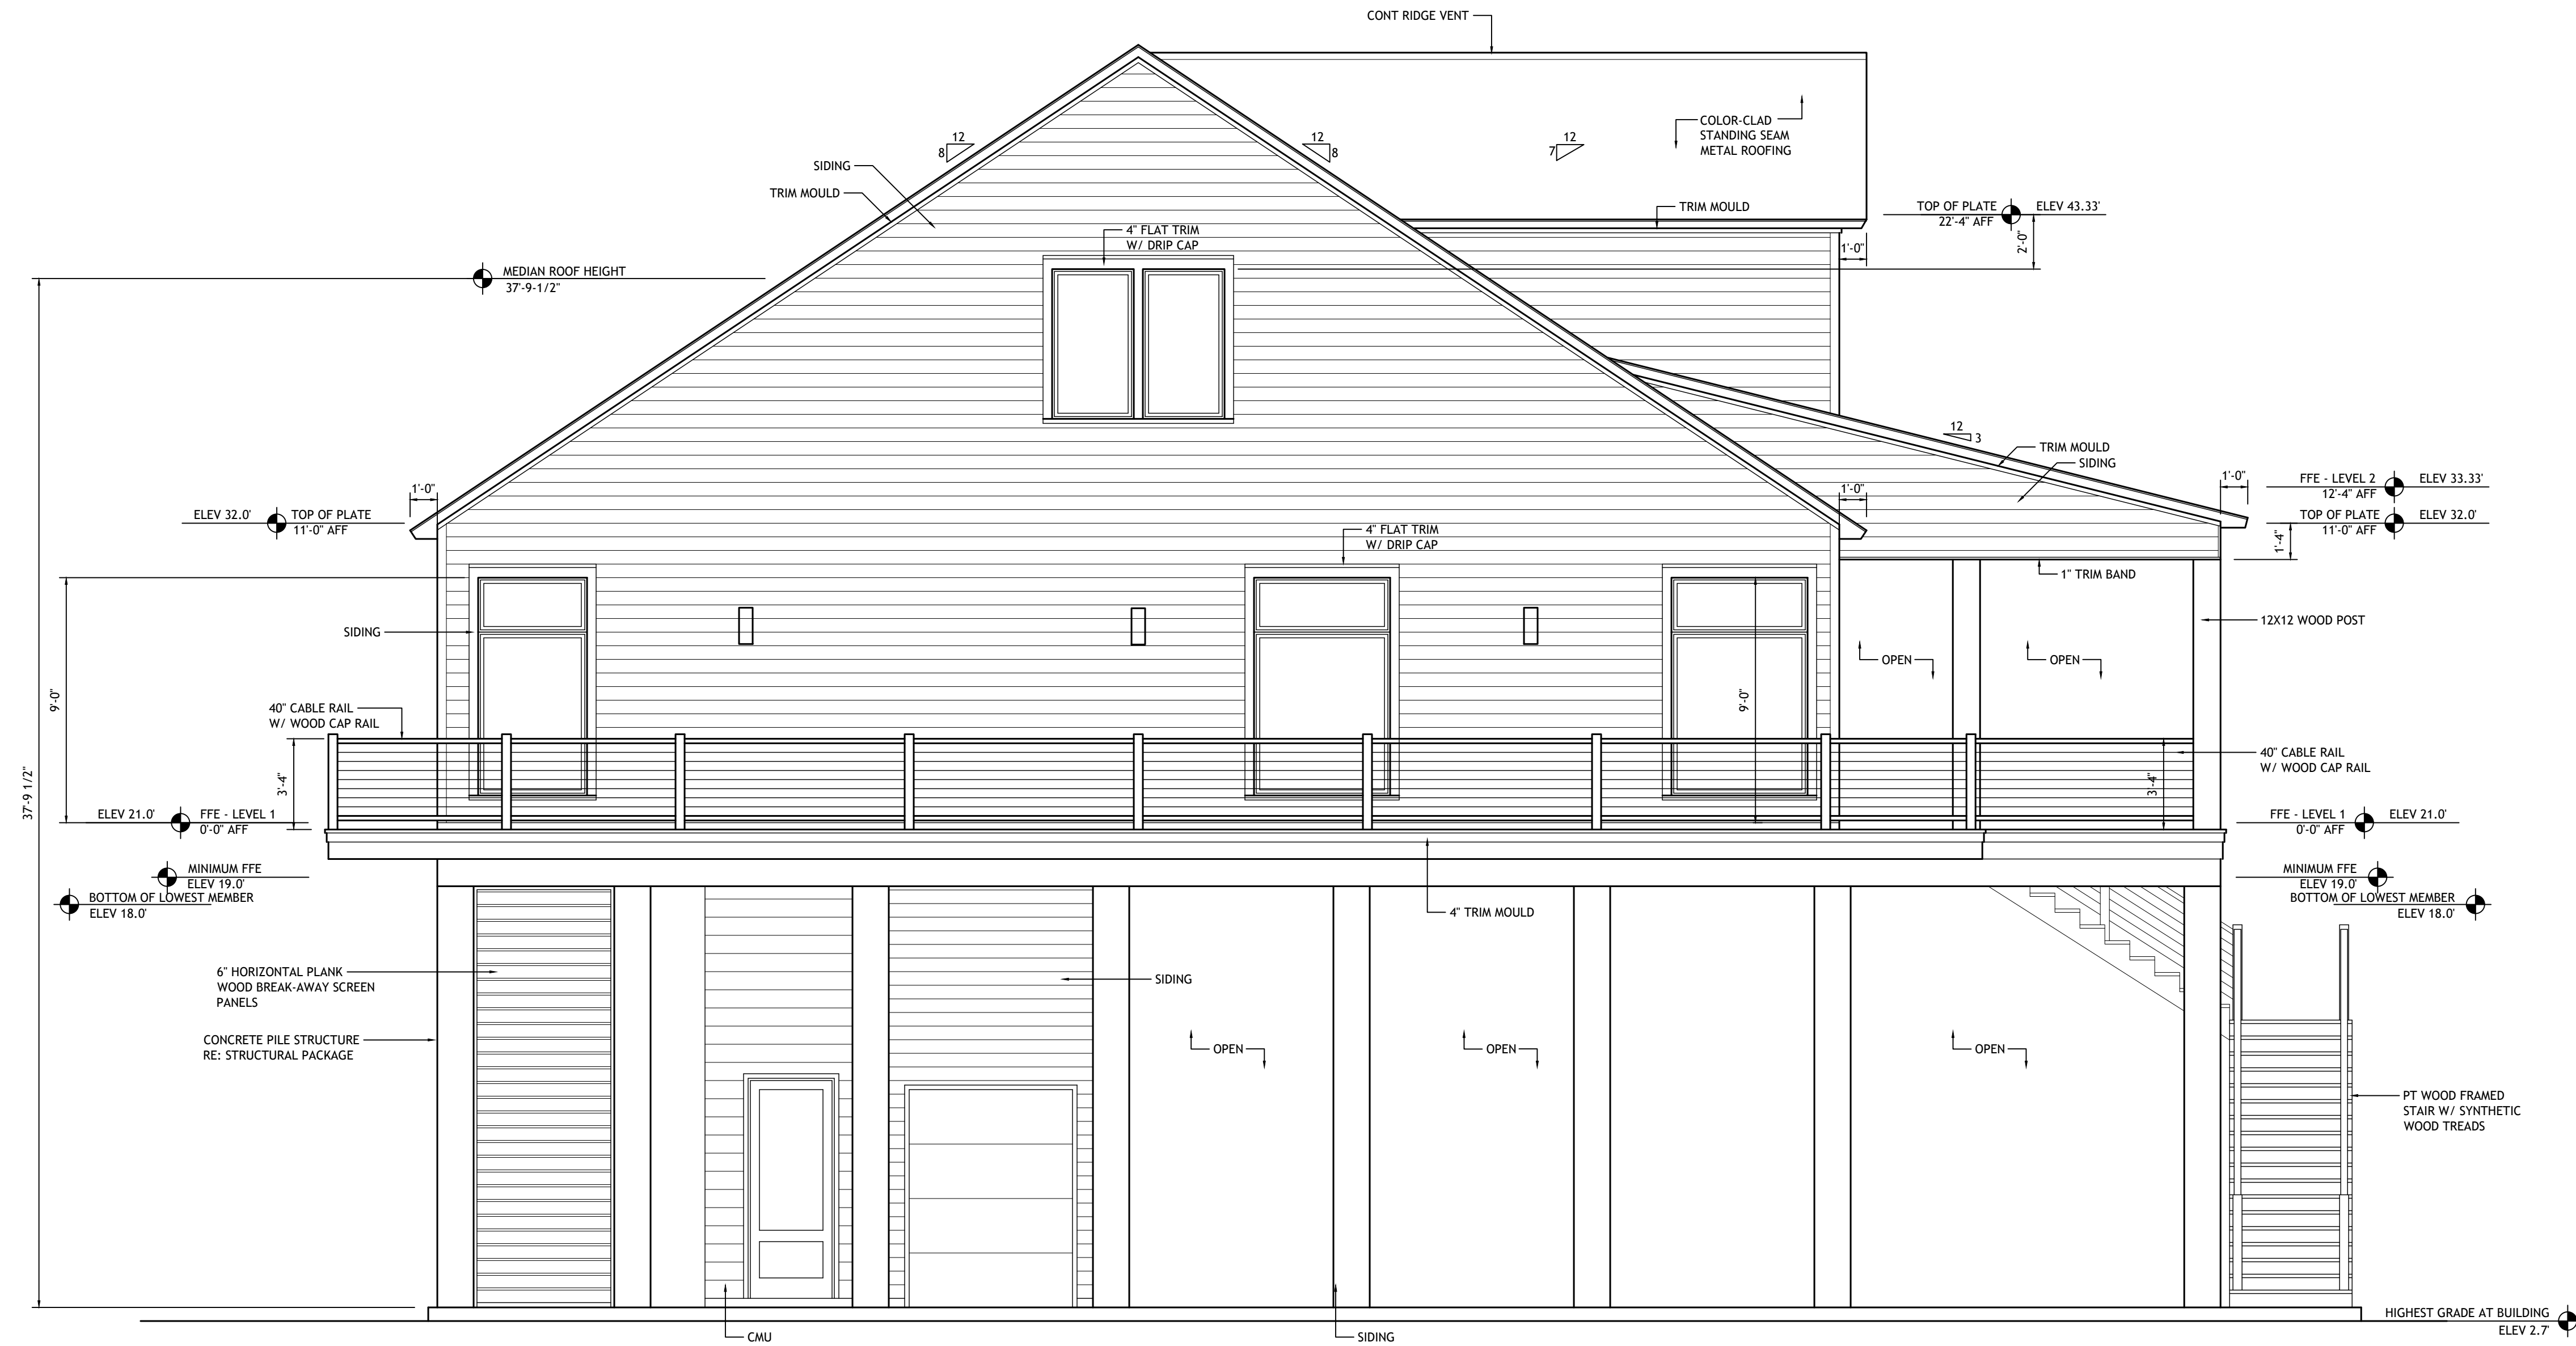 CONT RIDGE VENT
12
8
12
8
12
7
COLOR-CLAD
STANDING SEAM
METAL ROOFING
SIDING
TRIM MOULD
TRIM MOULD
TOP OF PLATE
22'-4" AFF
ELEV 43.33'
4" FLAT TRIM
W/ DRIP CAP
1'-0"
2'-0"
MEDIAN ROOF HEIGHT
37'-9-1/2"
12
3
TRIM MOULD
SIDING
1'-0"
1'-0"
1'-0"
FFE - LEVEL 2
12'-4" AFF
ELEV 33.33'
ELEV 32.0'
TOP OF PLATE
11'-0" AFF
TOP OF PLATE
11'-0" AFF
ELEV 32.0'
4" FLAT TRIM
W/ DRIP CAP
1'-4"
1" TRIM BAND
SIDING
12X12 WOOD POST
OPEN
OPEN
9'-0"
9'-0"
40" CABLE RAIL
W/ WOOD CAP RAIL
40" CABLE RAIL
W/ WOOD CAP RAIL
3'-4"
3'-4"
37'-9 1/2"
ELEV 21.0'
FFE - LEVEL 1
0'-0" AFF
FFE - LEVEL 1
0'-0" AFF
ELEV 21.0'
MINIMUM FFE
ELEV 19.0'
BOTTOM OF LOWEST MEMBER
ELEV 18.0'
MINIMUM FFE
ELEV 19.0'
BOTTOM OF LOWEST MEMBER
ELEV 18.0'
4" TRIM MOULD
6" HORIZONTAL PLANK
WOOD BREAK-AWAY SCREEN
PANELS
SIDING
CONCRETE PILE STRUCTURE
RE: STRUCTURAL PACKAGE
OPEN
OPEN
OPEN
PT WOOD FRAMED
STAIR W/ SYNTHETIC
WOOD TREADS
CMU
SIDING
HIGHEST GRADE AT BUILDING
ELEV 2.7'